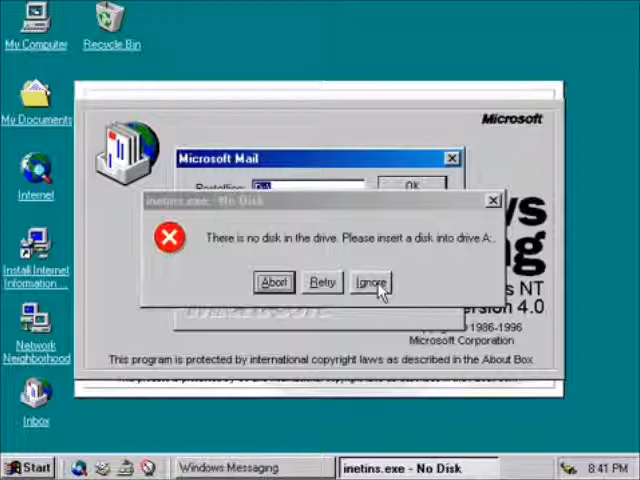 My Computer
Recycle Bin
My Documents
Internet
Install Internet
Information ...
Network
Neighborhood
Inbox
Microsoft
Microsoft Mail
OK
inetins.exe - No Disk
There is no disk in the drive. Please insert a disk into drive A:.
Abort
Retry
Ignore
ws
ng
s NT
ersion 4.0
©1986-1996
Microsoft Corporation
This program is protected by international copyright laws as described in the About Box
Start
Windows Messaging
inetins.exe - No Disk
8:41 PM